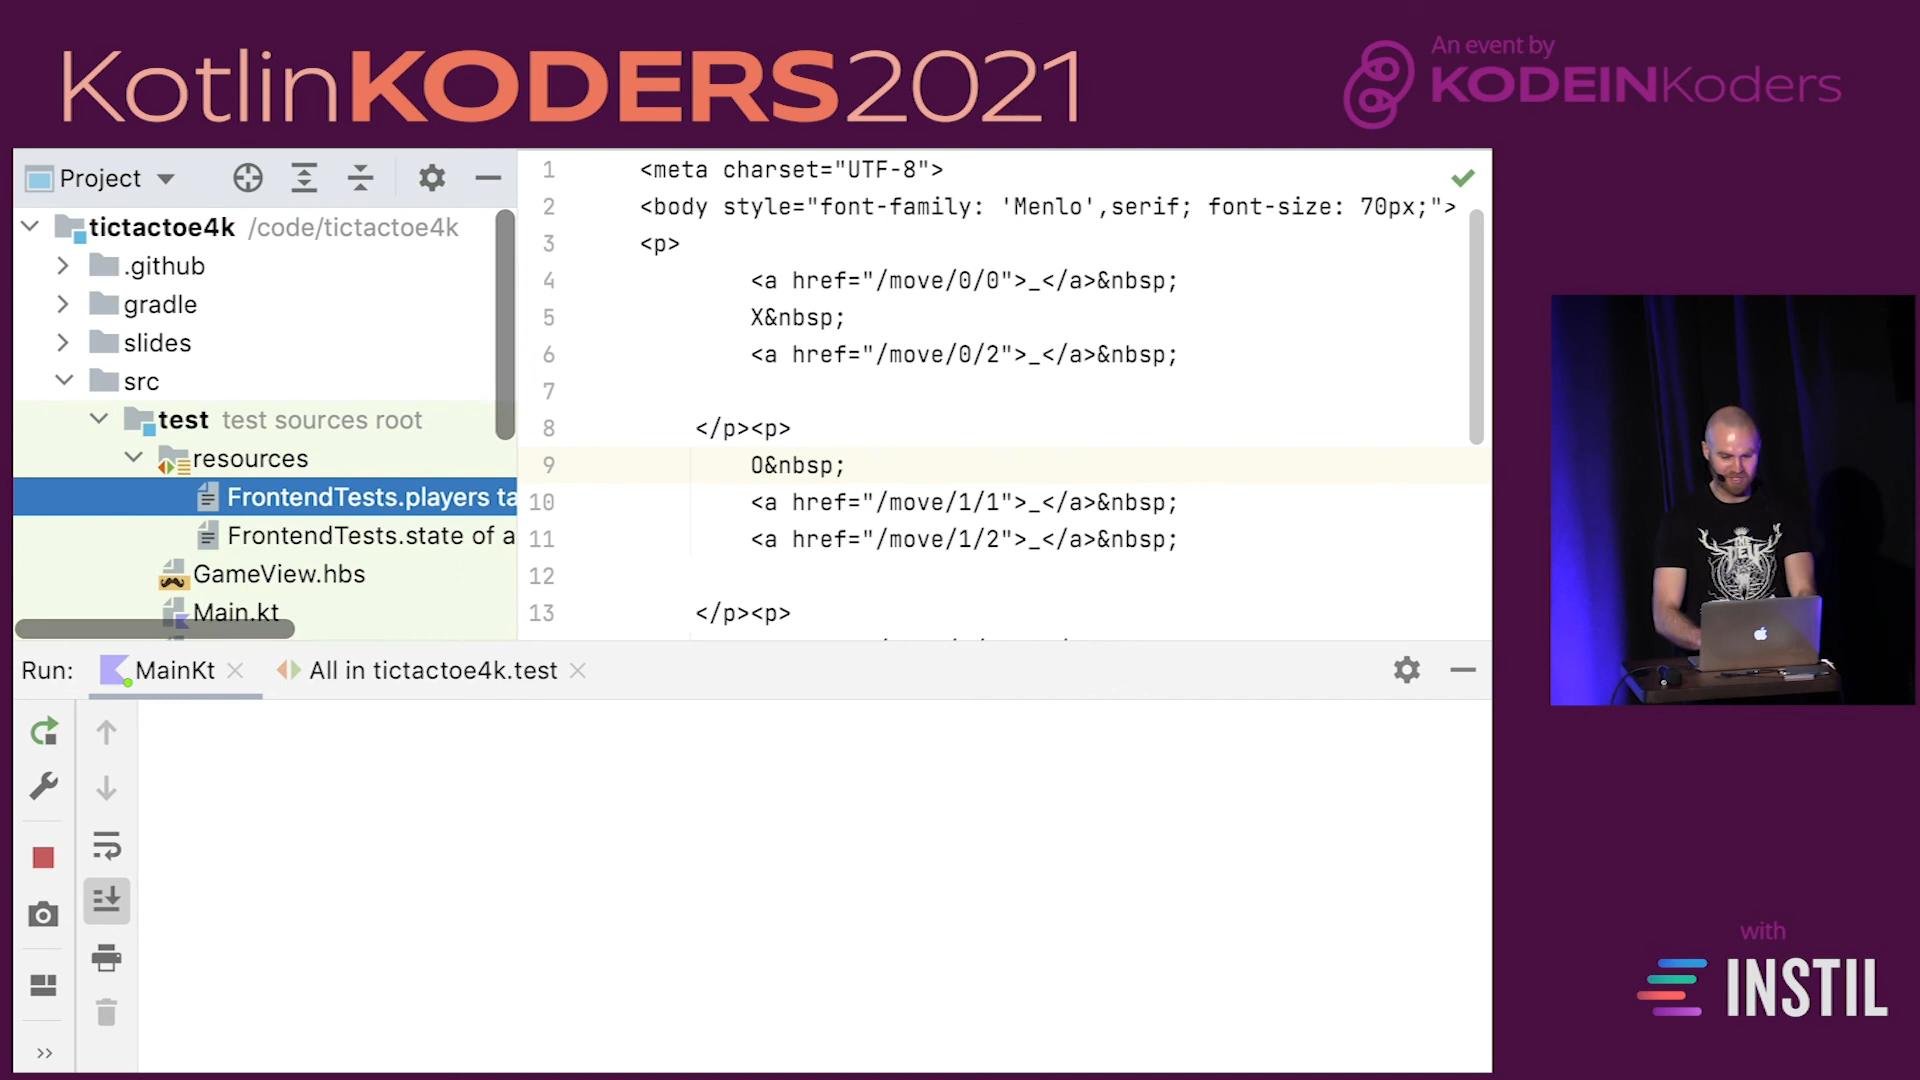 KotlinKODERS2021
An event by
KODEINKoders
Project
tictactoe4k /code/tictactoe4k
.github
gradle
slides
src
test test sources root
resources
FrontendTests.players ta
FrontendTests.state of a
GameView.hbs
Main.kt
1 <meta charset="UTF-8">
2 <body style="font-family: 'Menlo',serif; font-size: 70px;">
3 <p>
4 <a href="/move/0/0">_</a>&nbsp;
5 X&nbsp;
6 <a href="/move/0/2">_</a>&nbsp;
7
8 </p><p>
9 O&nbsp;
10 <a href="/move/1/1">_</a>&nbsp;
11 <a href="/move/1/2">_</a>&nbsp;
12
13 </p><p>
Run: MainKt All in tictactoe4k.test
with
INSTIL